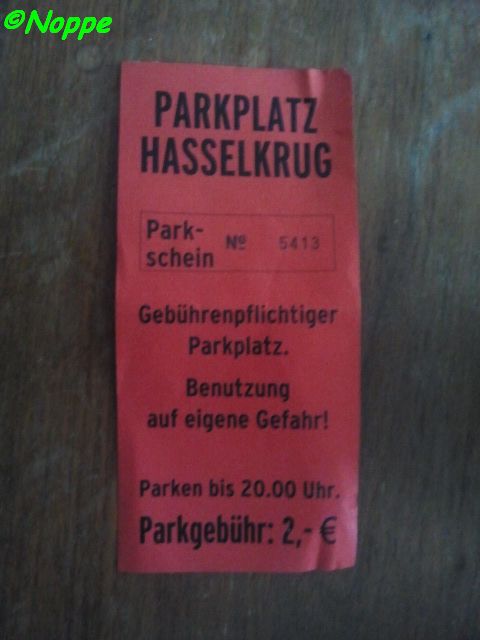 ©Noppe
PARKPLATZ
HASSELKRUG
Park-
schein № 5413
Gebührenpflichtiger
Parkplatz.
Benutzung
auf eigene Gefahr!
Parken bis 20.00 Uhr.
Parkgebühr: 2,- €